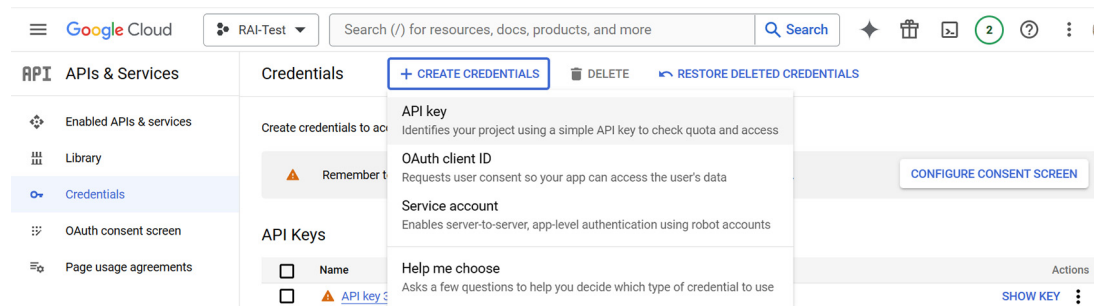 Google Cloud
RAI-Test
Search (/) for resources, docs, products, and more
Search
2
API APIs & Services
Credentials
+ CREATE CREDENTIALS
DELETE
RESTORE DELETED CREDENTIALS
Enabled APIs & services
Library
Credentials
OAuth consent screen
Page usage agreements
Create credentials to
API key
Identifies your project using a simple API key to check quota and access
OAuth client ID
Requests user consent so your app can access the user's data
Service account
Enables server-to-server, app-level authentication using robot accounts
Help me choose
Asks a few questions to help you decide which type of credential to use
Remember
CONFIGURE CONSENT SCREEN
API Keys
Name
Actions
API key 3
SHOW KEY